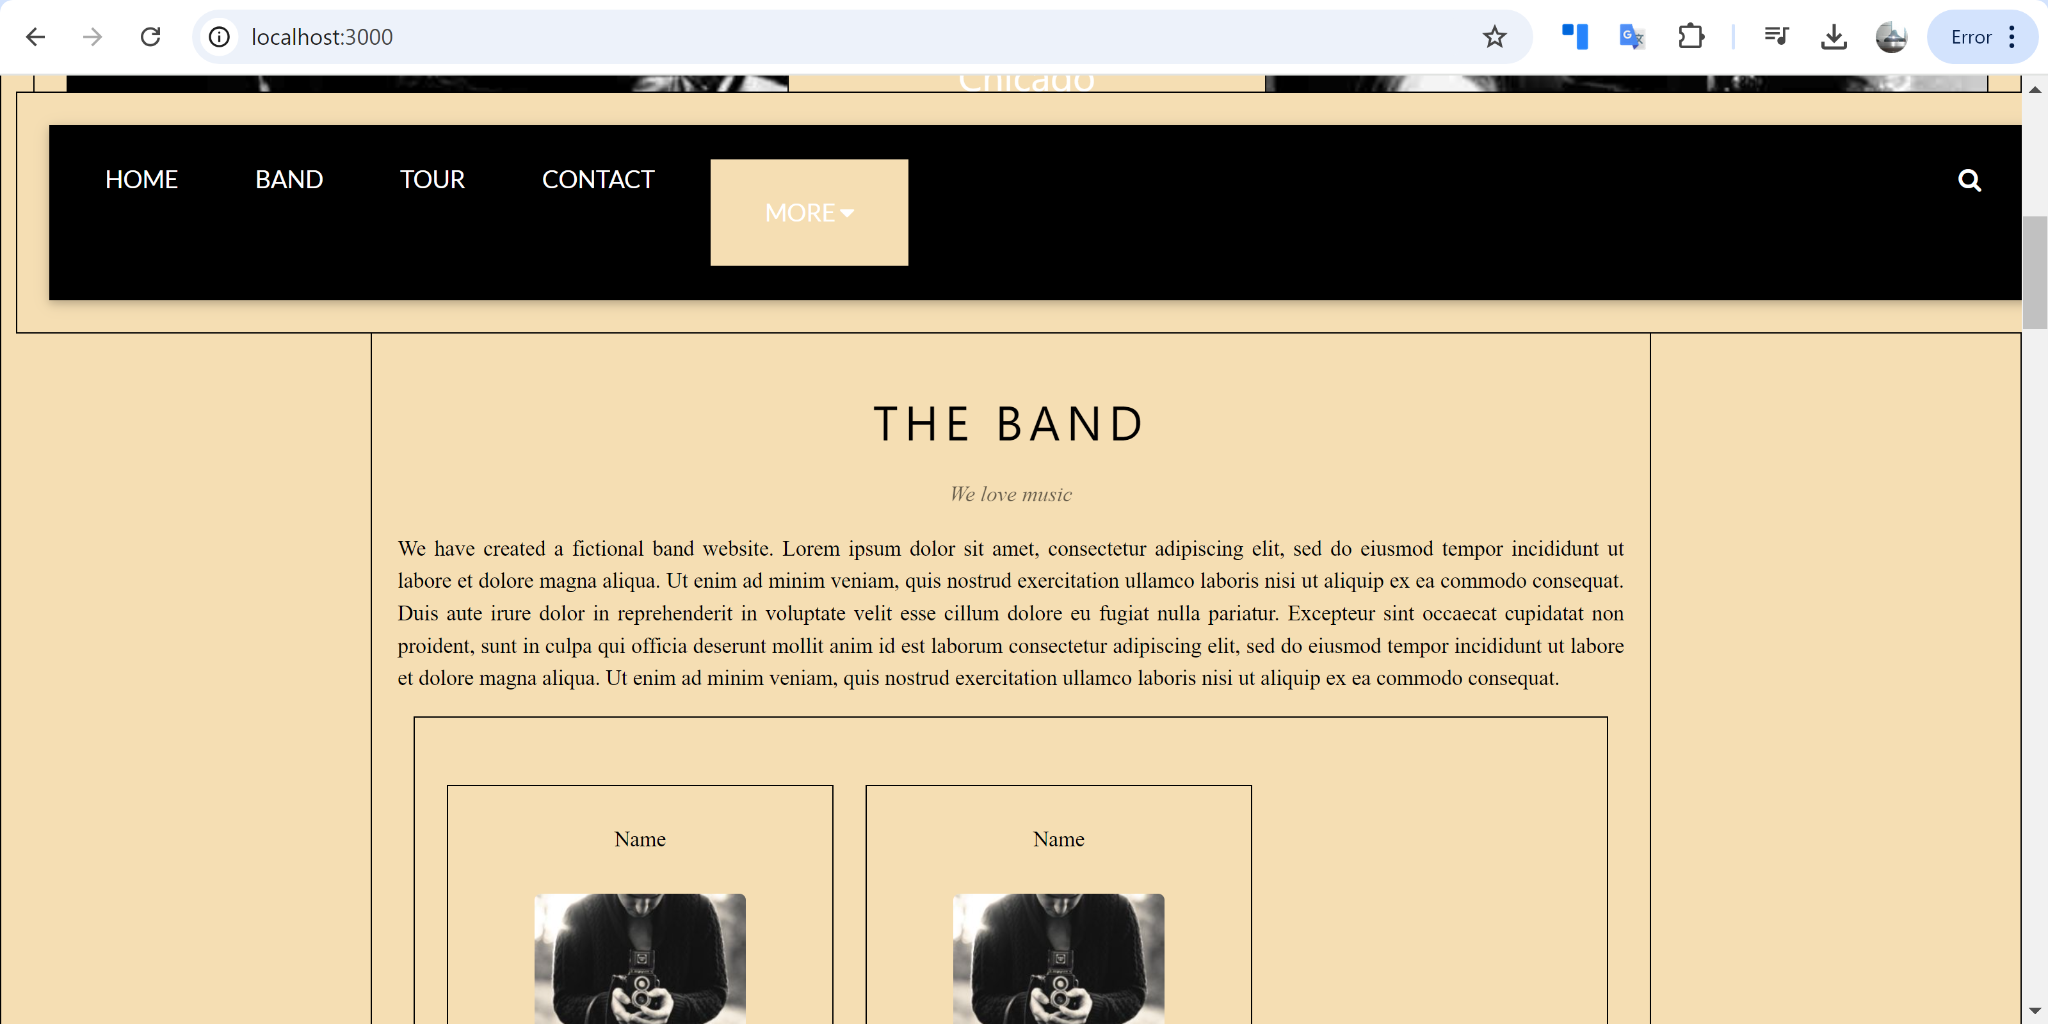 localhost:3000
Error
Chicago
HOME BAND TOUR CONTACT MORE
THE BAND
We love music
We have created a fictional band website. Lorem ipsum dolor sit amet, consectetur adipiscing elit, sed do eiusmod tempor incididunt ut
labore et dolore magna aliqua. Ut enim ad minim veniam, quis nostrud exercitation ullamco laboris nisi ut aliquip ex ea commodo consequat.
Duis aute irure dolor in reprehenderit in voluptate velit esse cillum dolore eu fugiat nulla pariatur. Excepteur sint occaecat cupidatat non
proident, sunt in culpa qui officia deserunt mollit anim id est laborum consectetur adipiscing elit, sed do eiusmod tempor incididunt ut labore
et dolore magna aliqua. Ut enim ad minim veniam, quis nostrud exercitation ullamco laboris nisi ut aliquip ex ea commodo consequat.
Name
Name